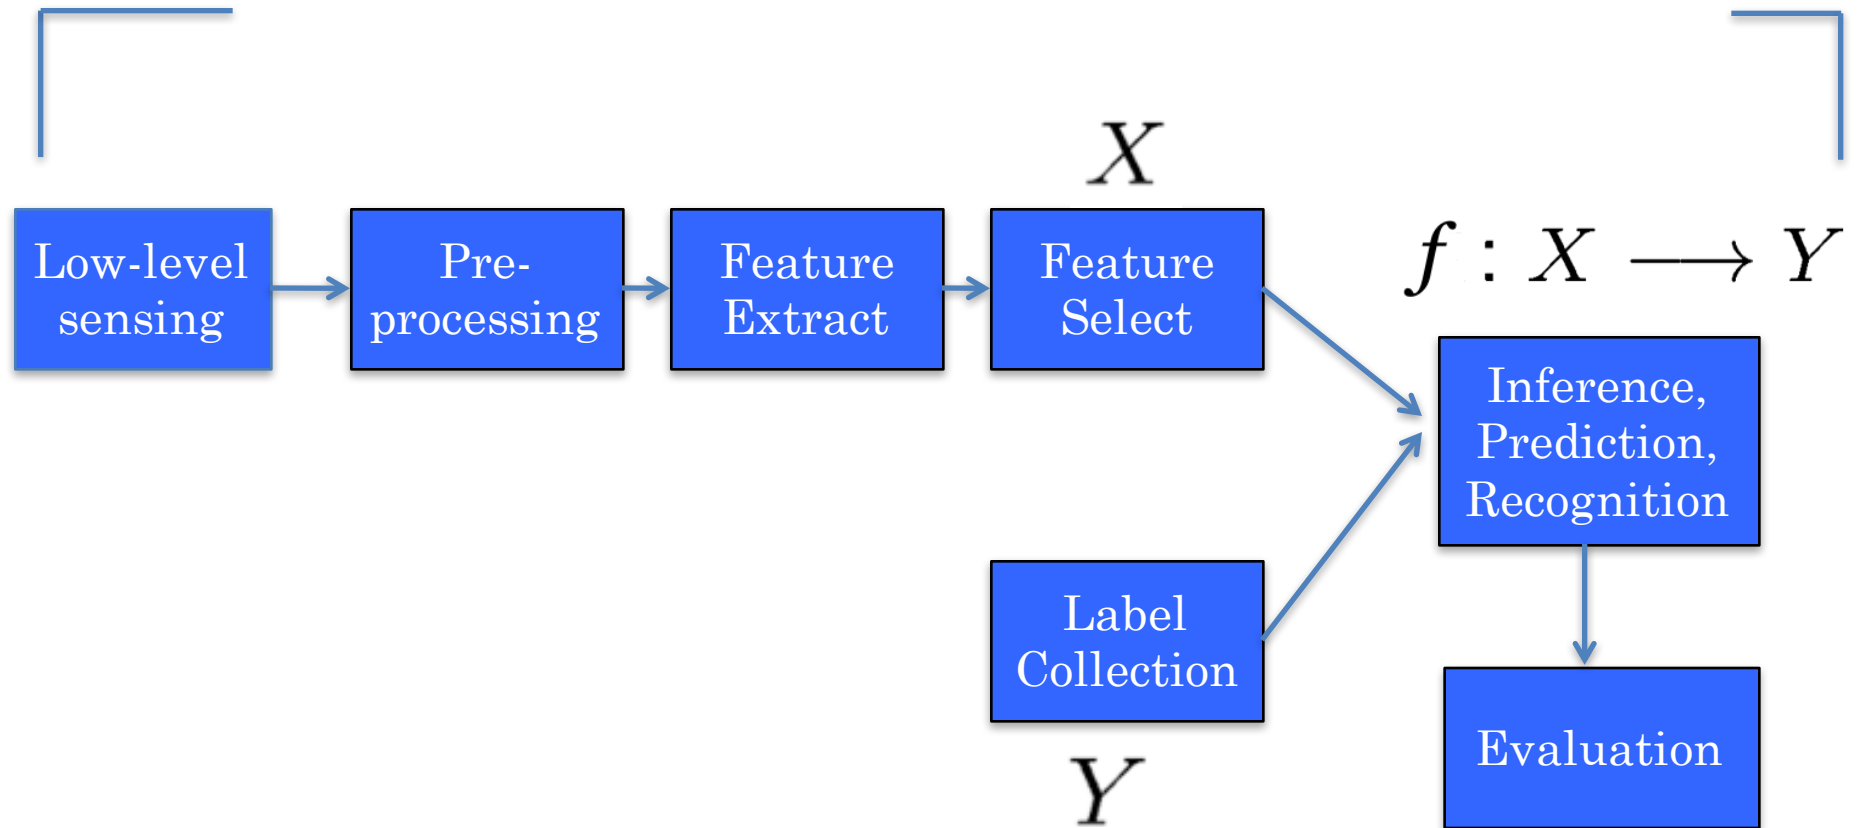 X
Low-level
sensing
Pre-
processing
Feature
Extract
Feature
Select
f : X ⟶ Y
Inference,
Prediction,
Recognition
Label
Collection
Y
Evaluation